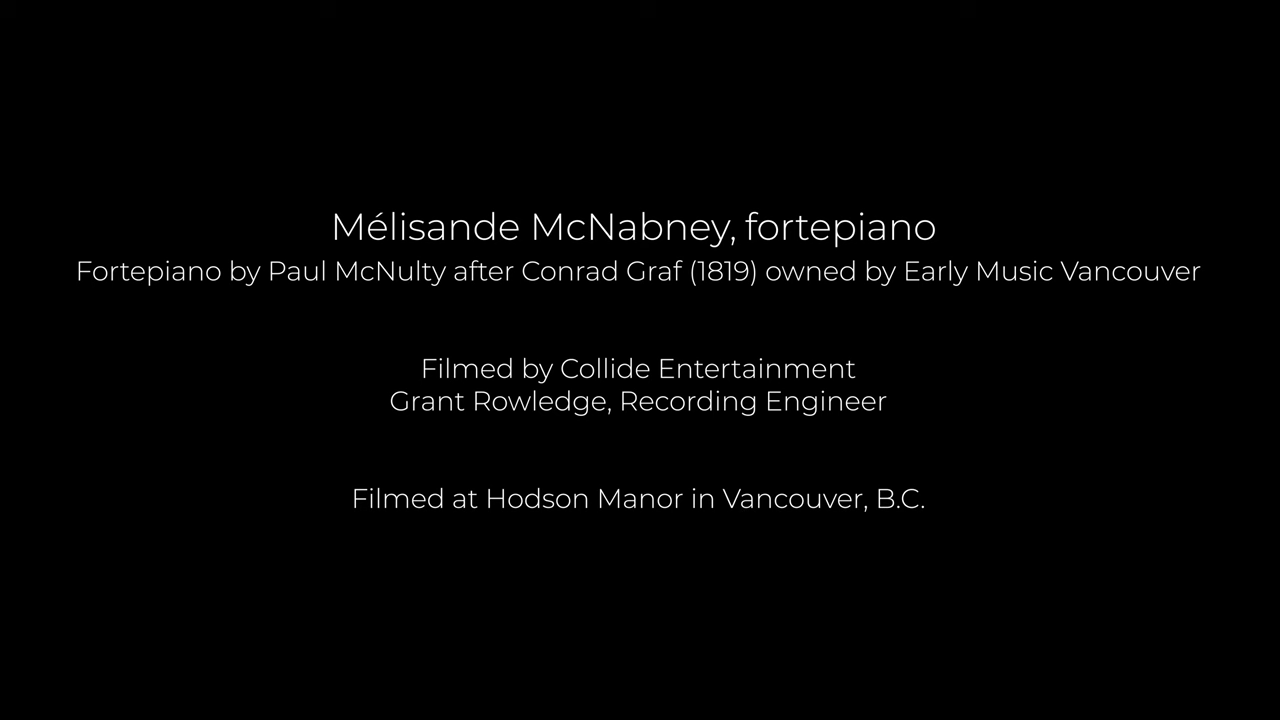 Mélisande McNabney, fortepiano
Fortepiano by Paul McNulty after Conrad Graf (1819) owned by Early Music Vancouver
Filmed by Collide Entertainment
Grant Rowledge, Recording Engineer
Filmed at Hodson Manor in Vancouver, B.C.